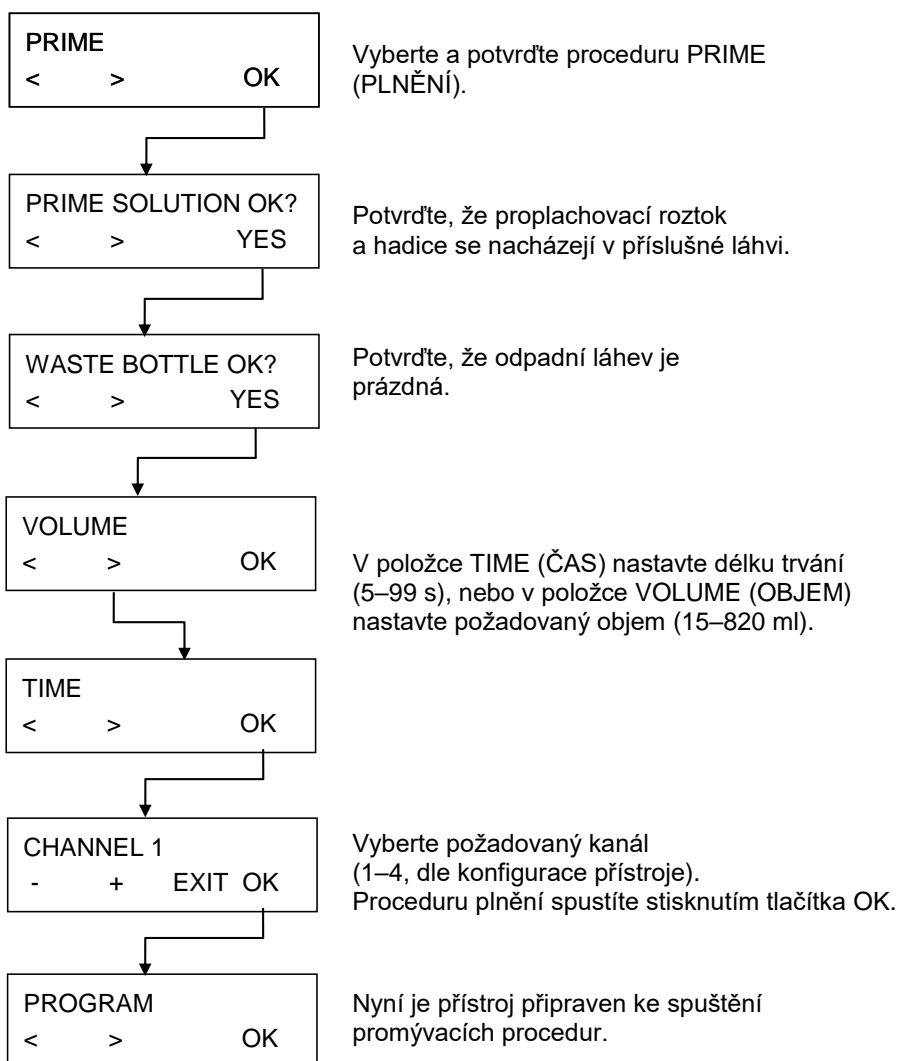 PRIME
< > OK
Vyberte a potvrďte proceduru PRIME
(PLNĚNÍ).
PRIME SOLUTION OK?
< > YES
Potvrďte, že proplachovací roztok
a hadice se nacházejí v příslušné láhvi.
WASTE BOTTLE OK?
< > YES
Potvrďte, že odpadní láhev je
prázdná.
VOLUME
< > OK
V položce TIME (ČAS) nastavte délku trvání
(5–99 s), nebo v položce VOLUME (OBJEM)
nastavte požadovaný objem (15–820 ml).
TIME
< > OK
CHANNEL 1
- + EXIT OK
Vyberte požadovaný kanál
(1–4, dle konfigurace přístroje).
Proceduru plnění spustíte stisknutím tlačítka OK.
PROGRAM
< > OK
Nyní je přístroj připraven ke spuštění
promývacích procedur.